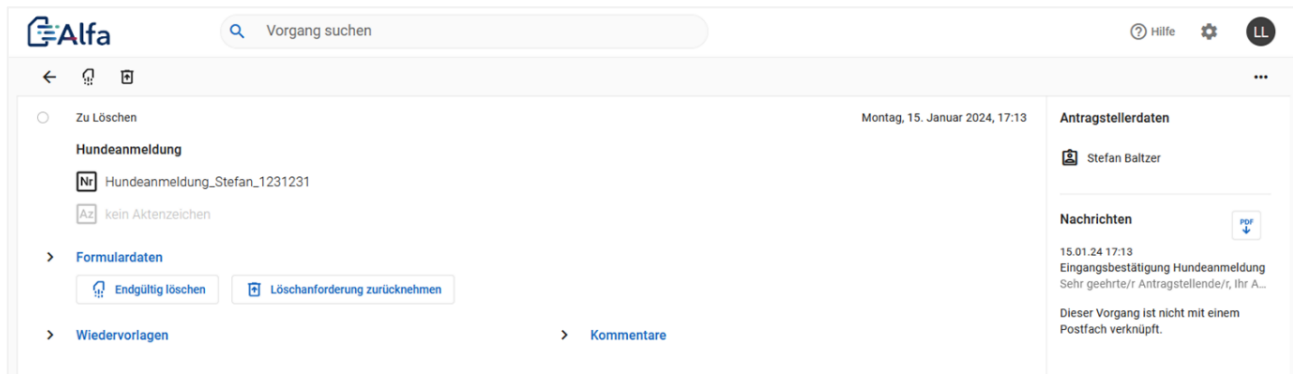 Alfa
Vorgang suchen
Hilfe
LL
Zu Löschen
Montag, 15. Januar 2024, 17:13
Hundeanmeldung
Nr Hundeanmeldung_Stefan_1231231
Az kein Aktenzeichen
Formulardaten
Endgültig löschen
Löschanforderung zurücknehmen
Wiedervorlagen
Kommentare
Antragstellerdaten
Stefan Baltzer
Nachrichten
PDF
15.01.24 17:13
Eingangsbestätigung Hundeanmeldung
Sehr geehrte/r Antragstellende/r, Ihr A...
Dieser Vorgang ist nicht mit einem
Postfach verknüpft.